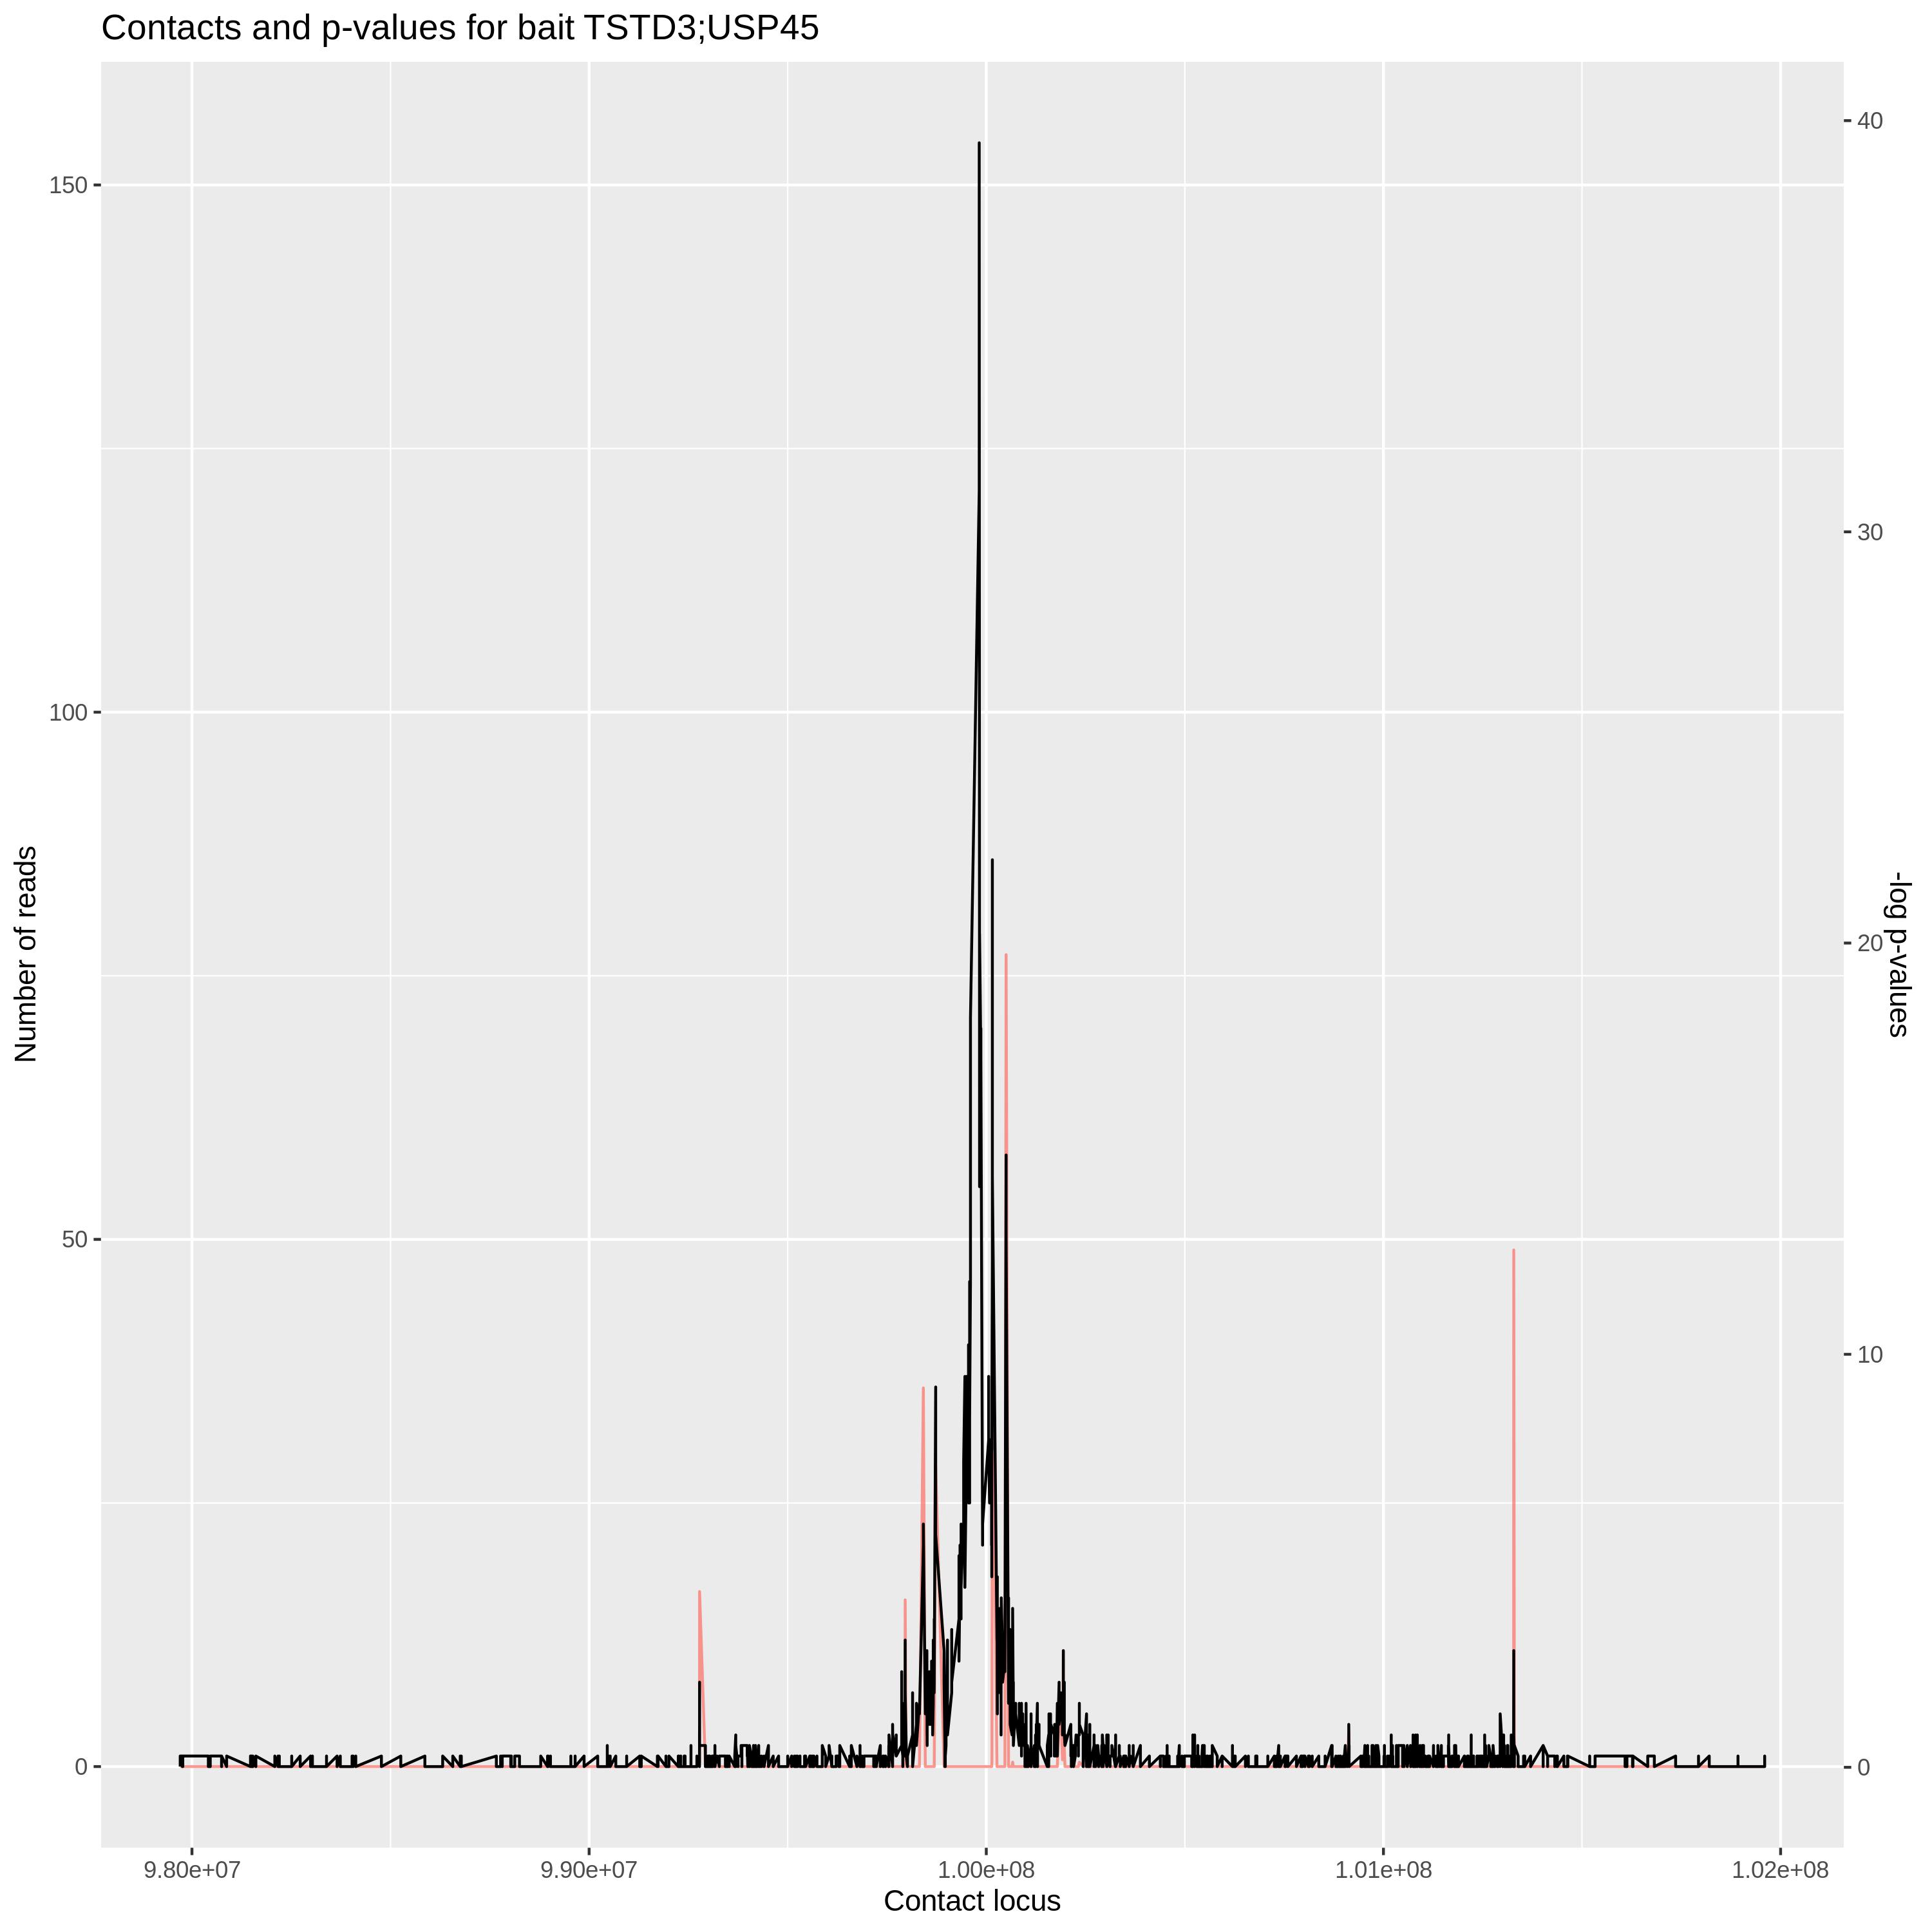 Contacts and p-values for bait TSTD3;USP45
40
150
30
100
Number of reads
-log p-values
20
50
10
0
0
9.80e+07
9.90e+07
1.00e+08
1.01e+08
1.02e+08
Contact locus